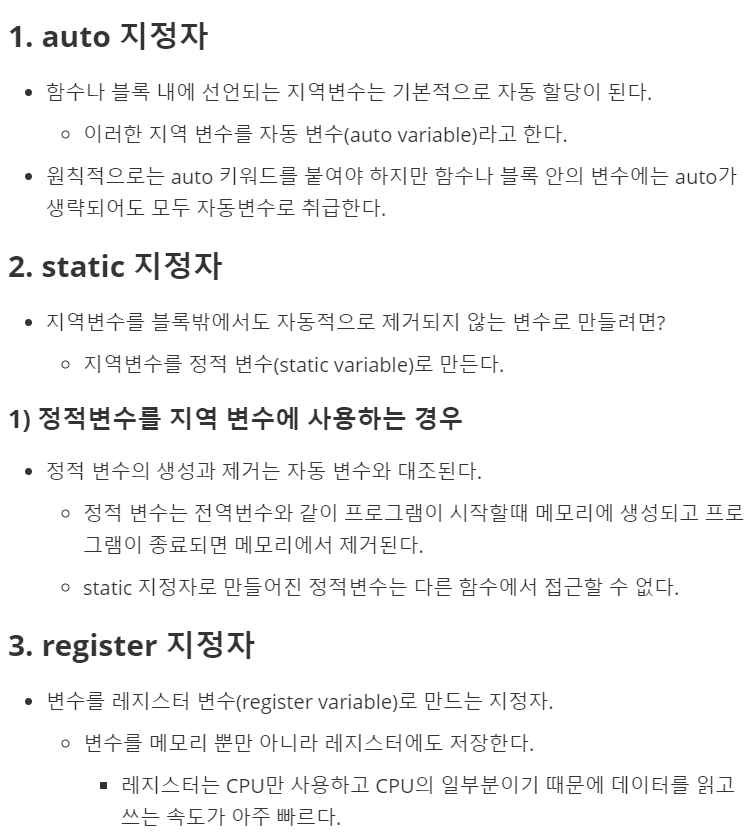 1. auto 지정자
• 함수나 블록 내에 선언되는 지역변수는 기본적으로 자동 할당이 된다.
◦ 이러한 지역 변수를 자동 변수(auto variable)라고 한다.
• 원칙적으로는 auto 키워드를 붙여야 하지만 함수나 블록 안의 변수에는 auto가
생략되어도 모두 자동변수로 취급한다.
2. static 지정자
• 지역변수를 블록밖에서도 자동적으로 제거되지 않는 변수로 만들려면?
◦ 지역변수를 정적 변수(static variable)로 만든다.
1) 정적변수를 지역 변수에 사용하는 경우
• 정적 변수의 생성과 제거는 자동 변수와 대조된다.
◦ 정적 변수는 전역번수와 같이 프로그램이 시작할때 메모리에 생성되고 프로
그램이 종료되면 메모리에서 제거된다.
◦ static 지정자로 만들어진 정적변수는 다른 함수에서 접근할 수 없다.
3. register 지정자
• 변수를 레지스터 변수(register variable)로 만드는 지정자.
◦ 변수를 메모리 뿐만 아니라 레지스터에도 저장한다.
▪ 레지스터는 CPU만 사용하고 CPU의 일부분이기 때문에 데이터를 읽고
쓰는 속도가 아주 빠르다.